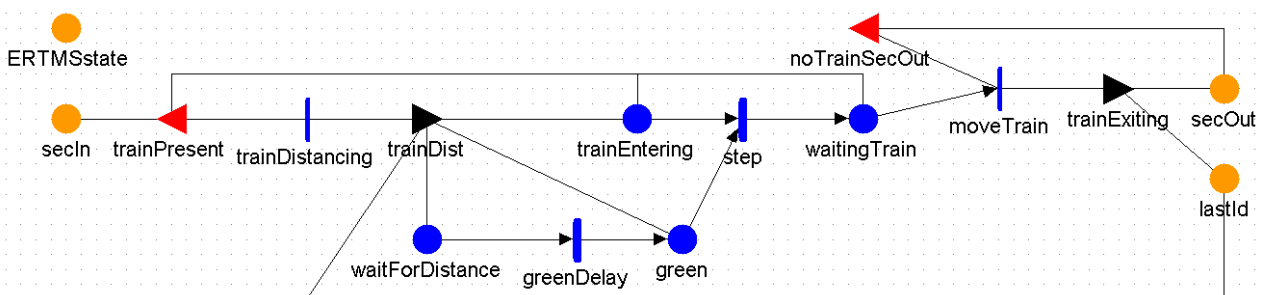 ERTMSstate
noTrainSecOut
secIn
trainPresent
trainDistancing
trainDist
trainEntering
step
waitingTrain
moveTrain
trainExiting
secOut
lastId
waitForDistance
greenDelay
green